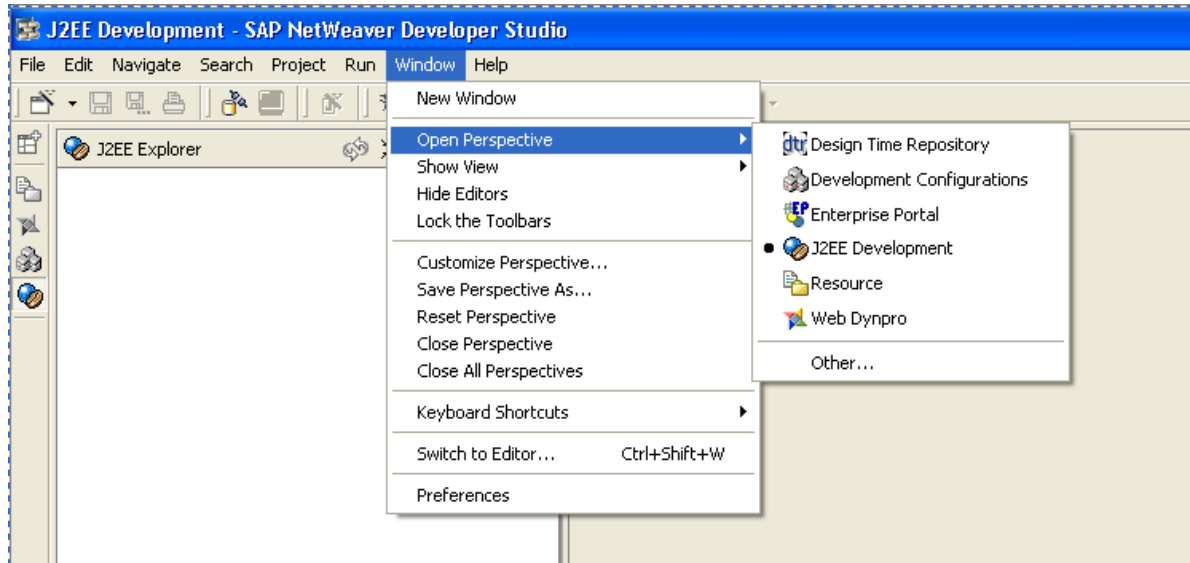 J2EE Development - SAP NetWeaver Developer Studio
File Edit Navigate Search Project Run Window Help
J2EE Explorer
New Window
Open Perspective
Show View
Hide Editors
Lock the Toolbars
Customize Perspective...
Save Perspective As...
Reset Perspective
Close Perspective
Close All Perspectives
Keyboard Shortcuts
Switch to Editor... Ctrl+Shift+W
Preferences
dtr Design Time Repository
Development Configurations
EP Enterprise Portal
J2EE Development
Resource
Web Dynpro
Other...